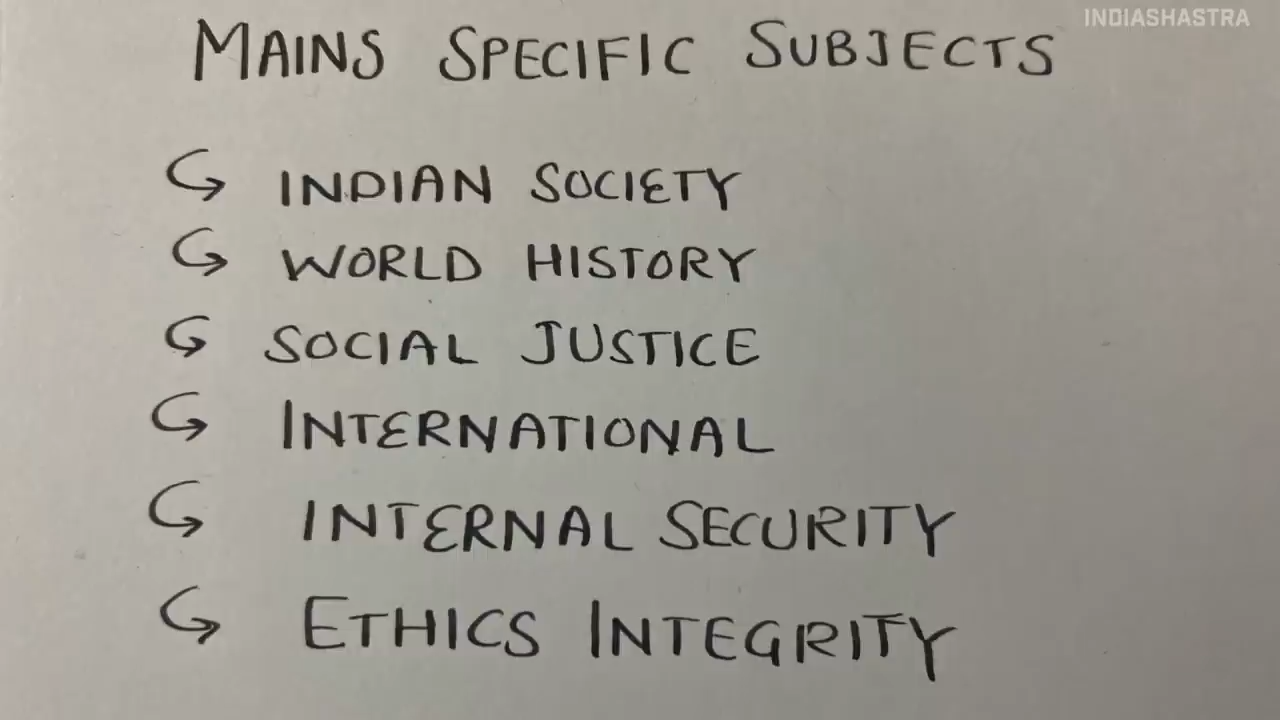 INDIASHASTRA
MAINS SPECIFIC SUBJECTS
INDIAN SOCIETY
WORLD HISTORY
SOCIAL JUSTICE
INTERNATIONAL
INTERNAL SECURITY
ETHICS INTEGRITY